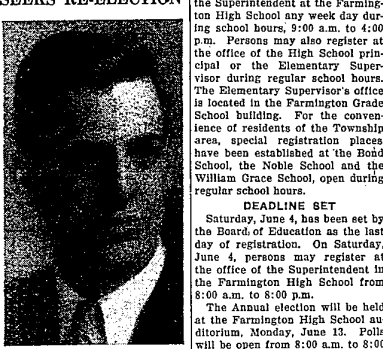 SEEKS RE-ELECTION
the Superintendent at the Farming-
ton High School any week day dur-
ing school hours, 9:00 a.m. to 4:00
p.m. Persons may also register at
the office of the High School prin-
cipal or the Elementary Super-
visor during regular school hours.
The Elementary Supervisor's office
is located in the Farmington Grade
School building. For the conven-
ience of residents of the Township
area, special registration places
have been established at the Bond
School, the Noble School and the
William Grace School, open during
regular school hours.
DEADLINE SET
Saturday, June 4, has been set by
the Board of Education as the last
day of registration. On Saturday,
June 4, persons may register at
the office of the Superintendent in
the Farmington High School from
8:00 a.m. to 8:00 p.m.
The Annual election will be held
at the Farmington High School au-
ditorium, Monday, June 13. Polls
will be open from 8:00 a.m. to 8:00